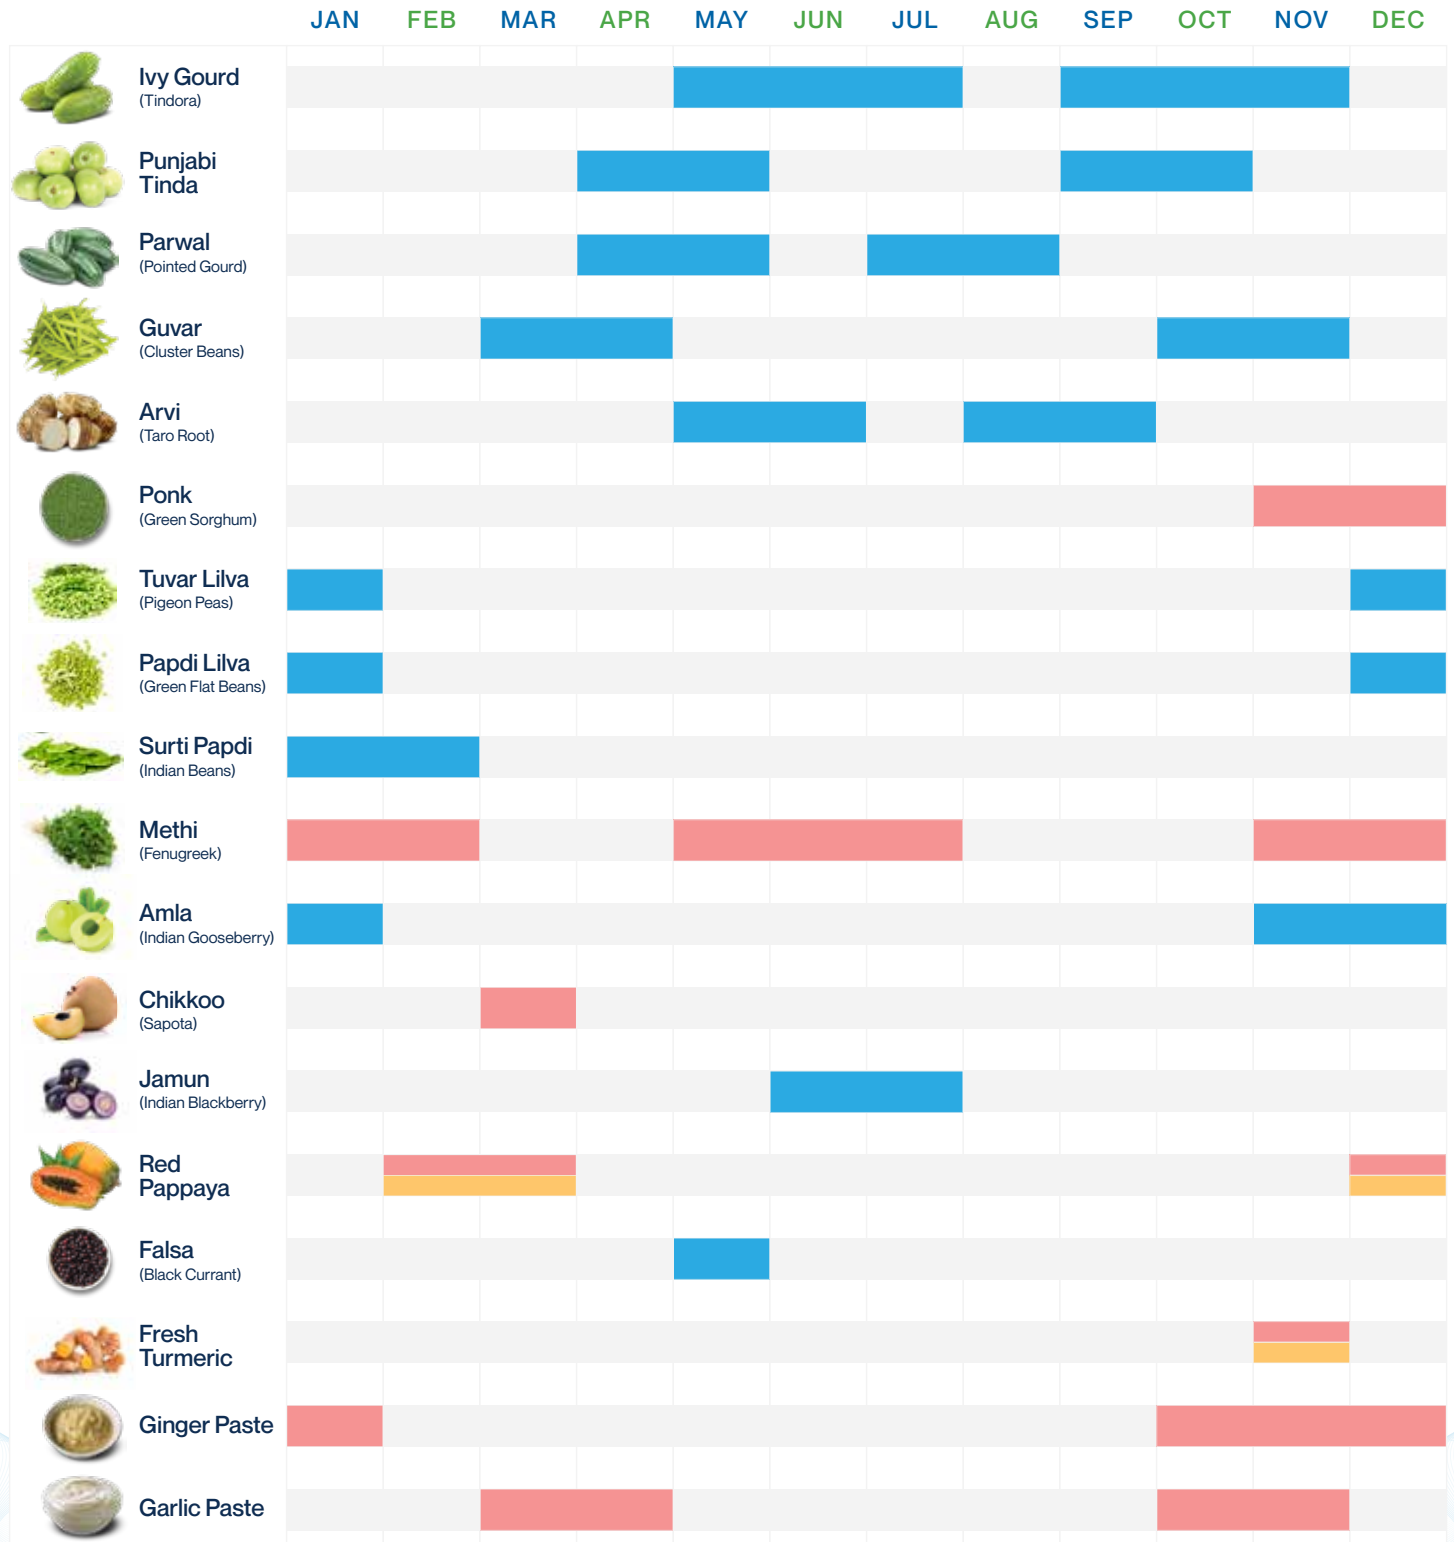 JAN FEB MAR APR MAY JUN JUL AUG SEP OCT NOV DEC
Ivy Gourd
(Tindora)
Punjabi
Tinda
Parwal
(Pointed Gourd)
Guvar
(Cluster Beans)
Arvi
(Taro Root)
Ponk
(Green Sorghum)
Tuvar Lilva
(Pigeon Peas)
Papdi Lilva
(Green Flat Beans)
Surti Papdi
(Indian Beans)
Methi
(Fenugreek)
Amla
(Indian Gooseberry)
Chikkoo
(Sapota)
Jamun
(Indian Blackberry)
Red
Pappaya
Falsa
(Black Currant)
Fresh
Turmeric
Ginger Paste
Garlic Paste